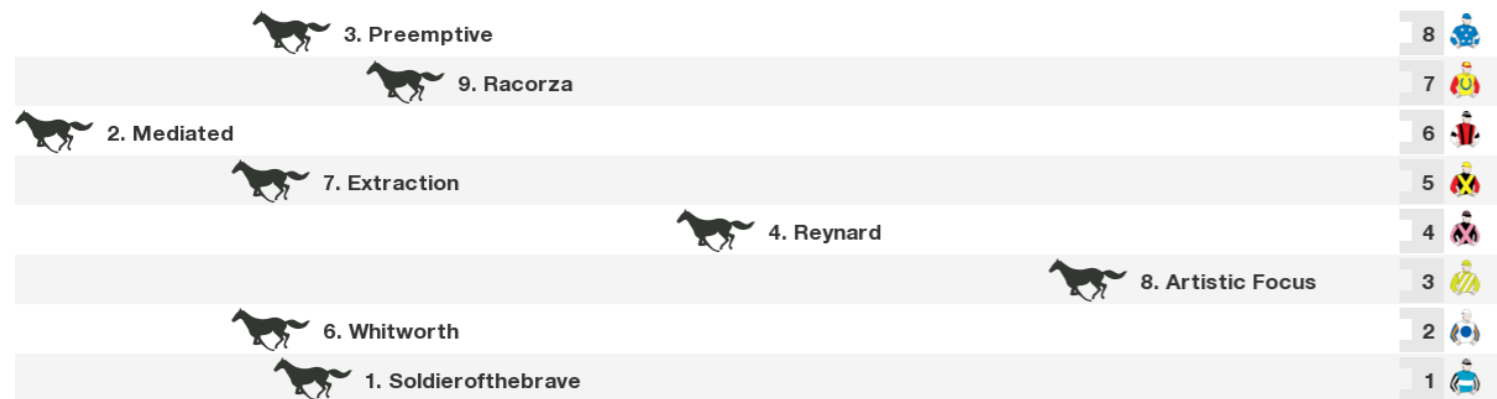 3. Preemptive 8
9. Racorza 7
2. Mediated 6
7. Extraction 5
4. Reynard 4
8. Artistic Focus 3
6. Whitworth 2
1. Soldierofthebrave 1